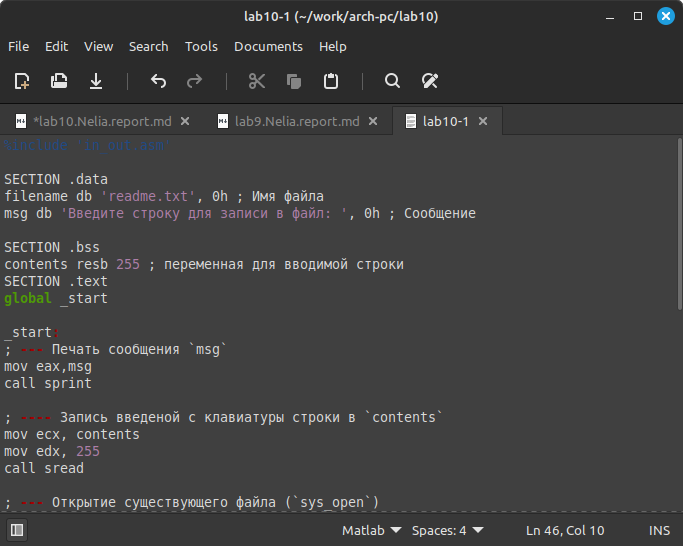 lab10-1 (~/work/arch-pc/lab10)
File Edit View Search Tools Documents Help
*lab10.Nelia.report.md lab9.Nelia.report.md lab10-1
%include 'in_out.asm'
SECTION .data
filename db 'readme.txt', 0h ; Имя файла
msg db 'Введите строку для записи в файл: ', 0h ; Сообщение
SECTION .bss
contents resb 255 ; переменная для вводимой строки
SECTION .text
global _start
_start:
; --- Печать сообщения `msg`
mov eax,msg
call sprint
; ---- Запись введеной с клавиатуры строки в `contents`
mov ecx, contents
mov edx, 255
call sread
; --- Открытие существующего файла (`sys_open`)
Matlab Spaces: 4 Ln 46, Col 10 INS